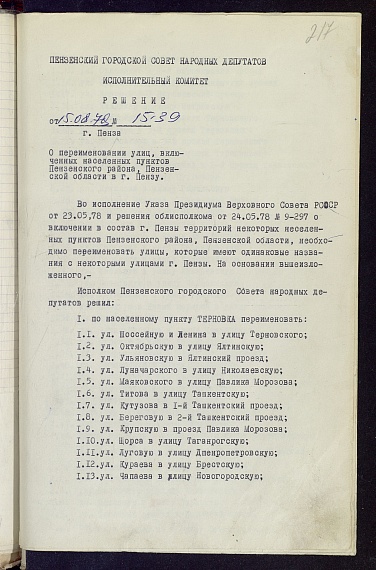 217
ПЕНЗЕНСКИЙ ГОРОДСКОЙ СОВЕТ НАРОДНЫХ ДЕПУТАТОВ
ИСПОЛНИТЕЛЬНЫЙ КОМИТЕТ
РЕШЕНИЕ
от 15.08.78 № 15-39
г. Пенза
О переименовании улиц, вклю-
ченных населенных пунктов
Пензенского района, Пензен-
ской области в г. Пензу.
Во исполнение Указа Президиума Верховного Совета РСФСР
от 23.05.78 и решения облисполкома от 24.05.78 № 9-297 о
включении в состав г. Пензы территорий некоторых населен-
ных пунктов Пензенского района, Пензенской области, необхо-
димо переименовать улицы, которые имеют одинаковые назва-
ния с некоторыми улицами г. Пензы. На основании вышеизло-
женного,-
Исполком Пензенского городского Совета народных де-
путатов решил:
I. по населенному пункту ТЕРНОВКА переименовать:
I.I. ул. Шоссейную и Ленина в улицу Терновского;
I.2. ул. Октябрьскую в улицу Ялтинскую;
I.3. ул. Ульяновскую в Ялтинский проезд;
I.4. ул. Луначарского в улицу Николаевскую;
I.5. ул. Маяковского в улицу Павлика Морозова;
I.6. ул. Титова в улицу Ташкентскую;
I.7. ул. Кутузова в I-й Ташкентский проезд;
I.8. ул. Береговую в 2-й Ташкентский проезд;
I.9. ул. Крупскую в проезд Павлика Морозова;
I.IO. ул. Щорса в улицу Таганрогскую;
I.II. ул. Луговую в улицу Днепропетровскую;
I.I2. ул. Кураева в улицу Брестскую;
I.I3. ул. Чапаева в улицу Новогородскую;